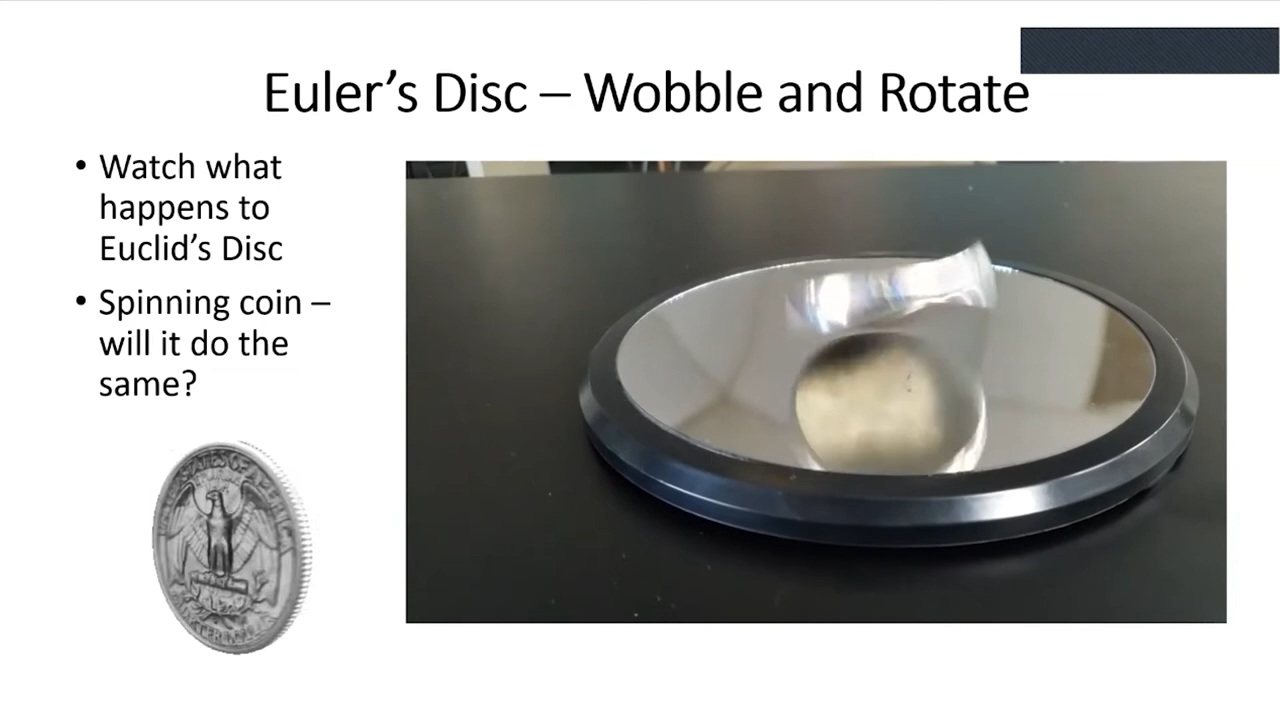 Euler’s Disc – Wobble and Rotate
• Watch what
happens to
Euclid’s Disc
• Spinning coin –
will it do the
same?